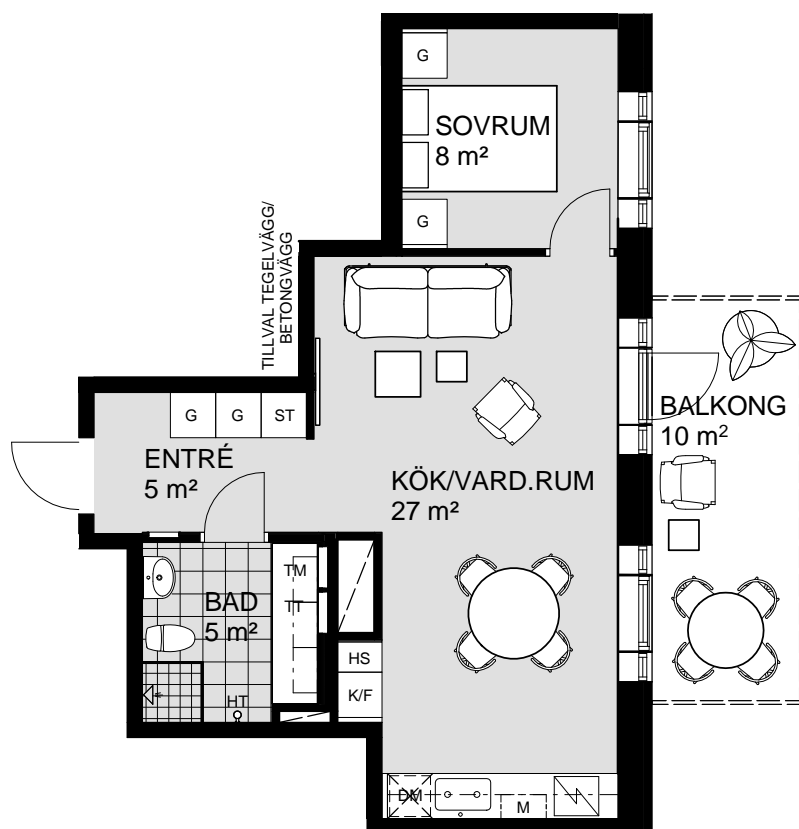 G
SOVRUM
8 m²
G
TILLVAL TEGELVÄGG/
BETONGVÄGG
G
G
ST
BALKONG
10 m²
ENTRÉ
5 m²
KÖK/VARD.RUM
27 m²
TM
BAD
TT
5 m²
HS
K/F
HT
DM
M